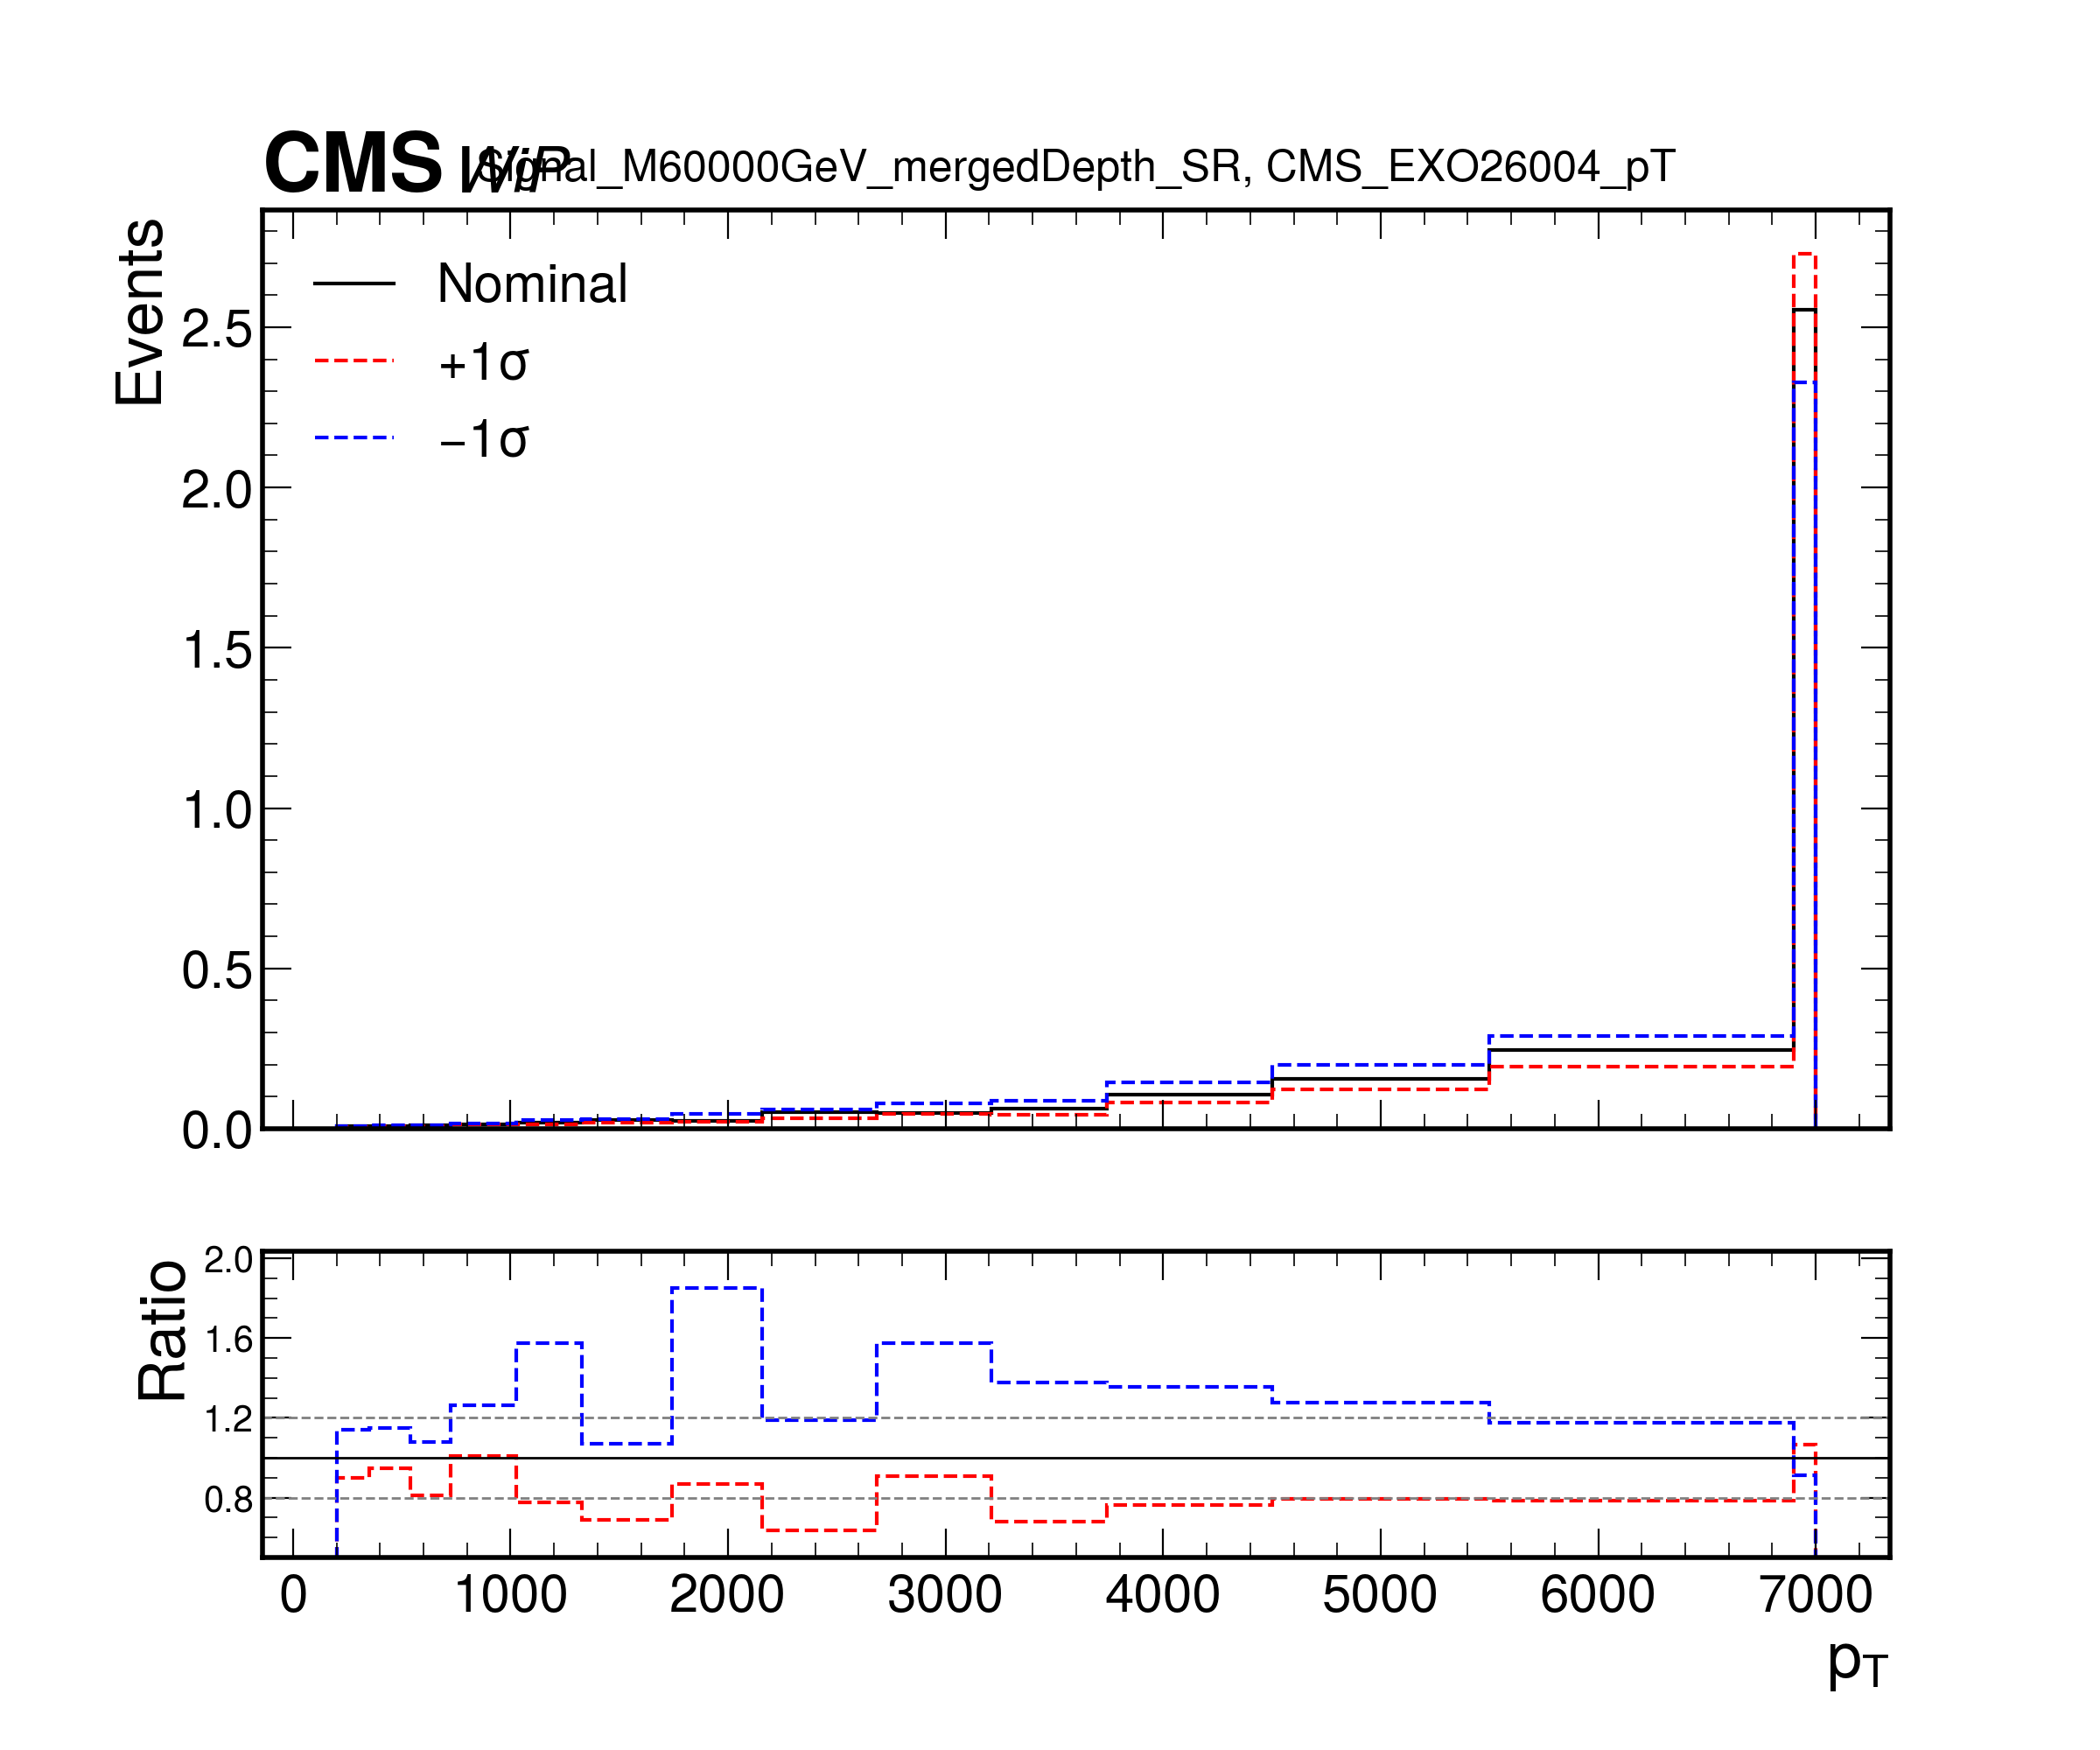 CMS WiP Signal_M60000GeV_mergedDepth_SR, CMS_EXO26004_pT
Events
2.5
2.0
1.5
1.0
0.5
0.0
Nominal
+1σ
−1σ
Ratio
2.0
1.6
1.2
0.8
0 1000 2000 3000 4000 5000 6000 7000
pT